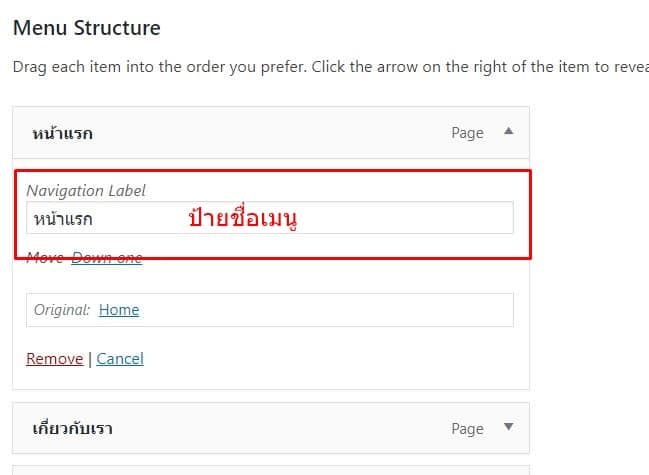 Menu Structure
Drag each item into the order you prefer. Click the arrow on the right of the item to
หน้าแรก Page
Navigation Label
หน้าแรก ป้ายชื่อเมนู
Move Down one
Original: Home
Remove | Cancel
เกี่ยวกับเรา Page